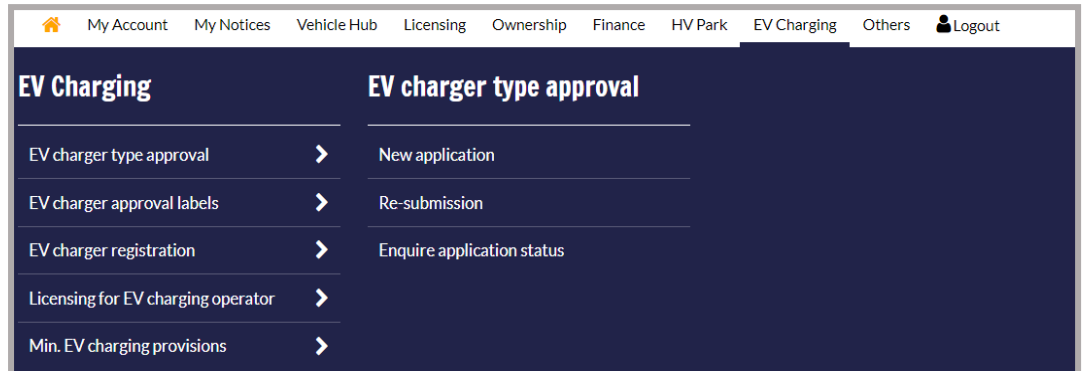 My Account My Notices Vehicle Hub Licensing Ownership Finance HV Park EV Charging Others Logout
EV Charging
EV charger type approval
EV charger approval labels
EV charger registration
Licensing for EV charging operator
Min. EV charging provisions
EV charger type approval
New application
Re-submission
Enquire application status